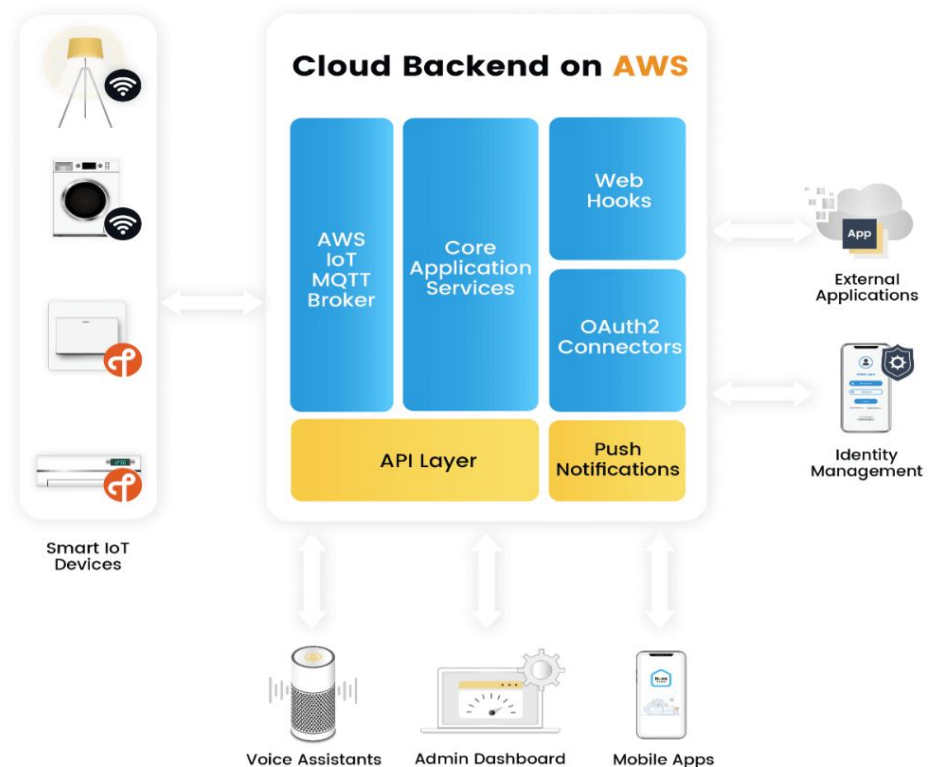 Cloud Backend on AWS
AWS
IoT
MQTT
Broker
Core
Application
Services
Web
Hooks
OAuth2
Connectors
API Layer
Push
Notifications
App
External
Applications
Identity
Management
Smart IoT
Devices
Voice Assistants
Admin Dashboard
Mobile Apps